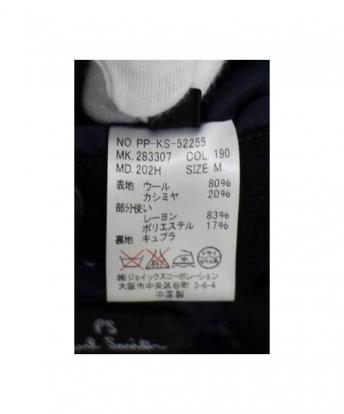 NO. PP-KS-52255
MK. 283307 COL. 190
MD. 202H SIZE M
表地 ウール 80%
カシミヤ 20%
部分使い
レーヨン 83%
ポリエステル 17%
裏地 キュプラ
㈱ジョイックスコーポレーション
大阪市中央区谷町 3-6-4
中国製
PS